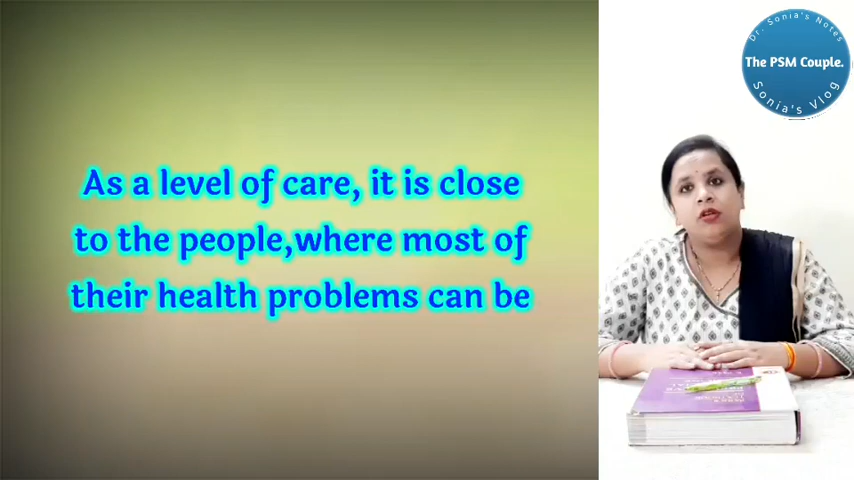 Dr. Sonia's Notes
The PSM Couple.
Sonia's Vlog
As a level of care, it is close
to the people,where most of
their health problems can be